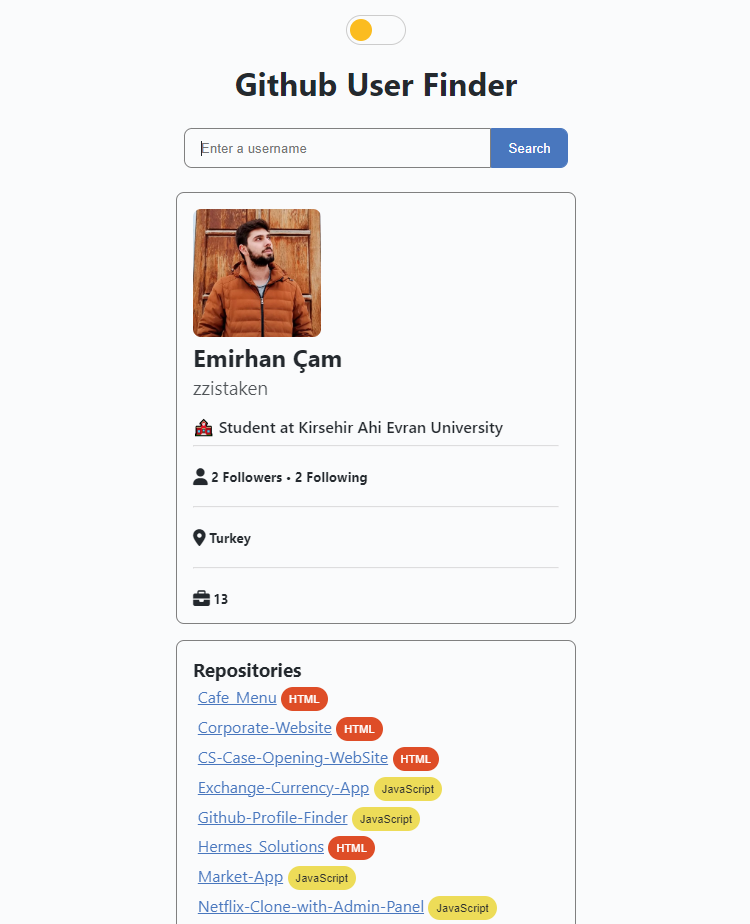 Github User Finder
Enter a username
Search
Emirhan Çam
zzistaken
Student at Kirsehir Ahi Evran University
2 Followers • 2 Following
Turkey
13
Repositories
Cafe_Menu HTML
Corporate-Website HTML
CS-Case-Opening-WebSite HTML
Exchange-Currency-App JavaScript
Github-Profile-Finder JavaScript
Hermes_Solutions HTML
Market-App JavaScript
Netflix-Clone-with-Admin-Panel JavaScript